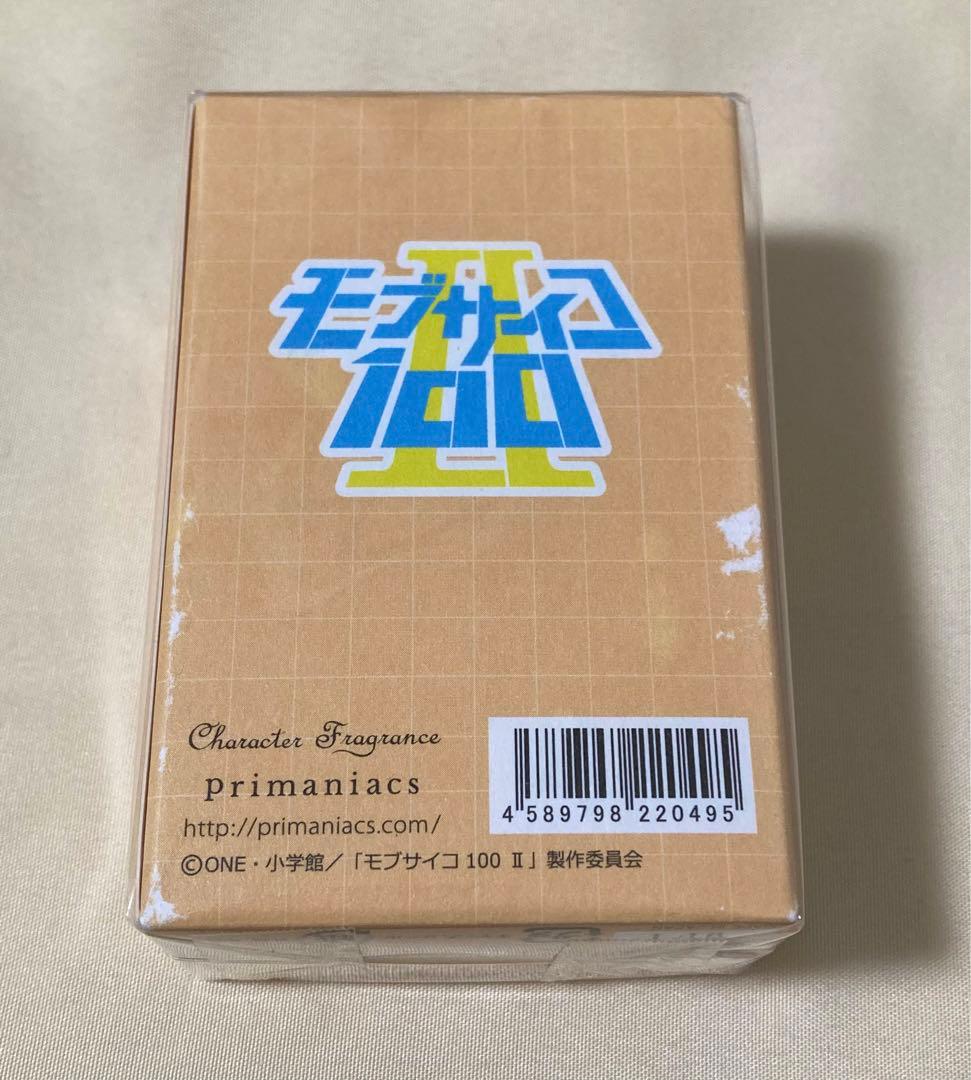 モブサイコ
100
II
Character Fragrance
primaniacs
http://primaniacs.com/
4 589798 220495
©ONE・小学館／「モブサイコ 100 Ⅱ」製作委員会